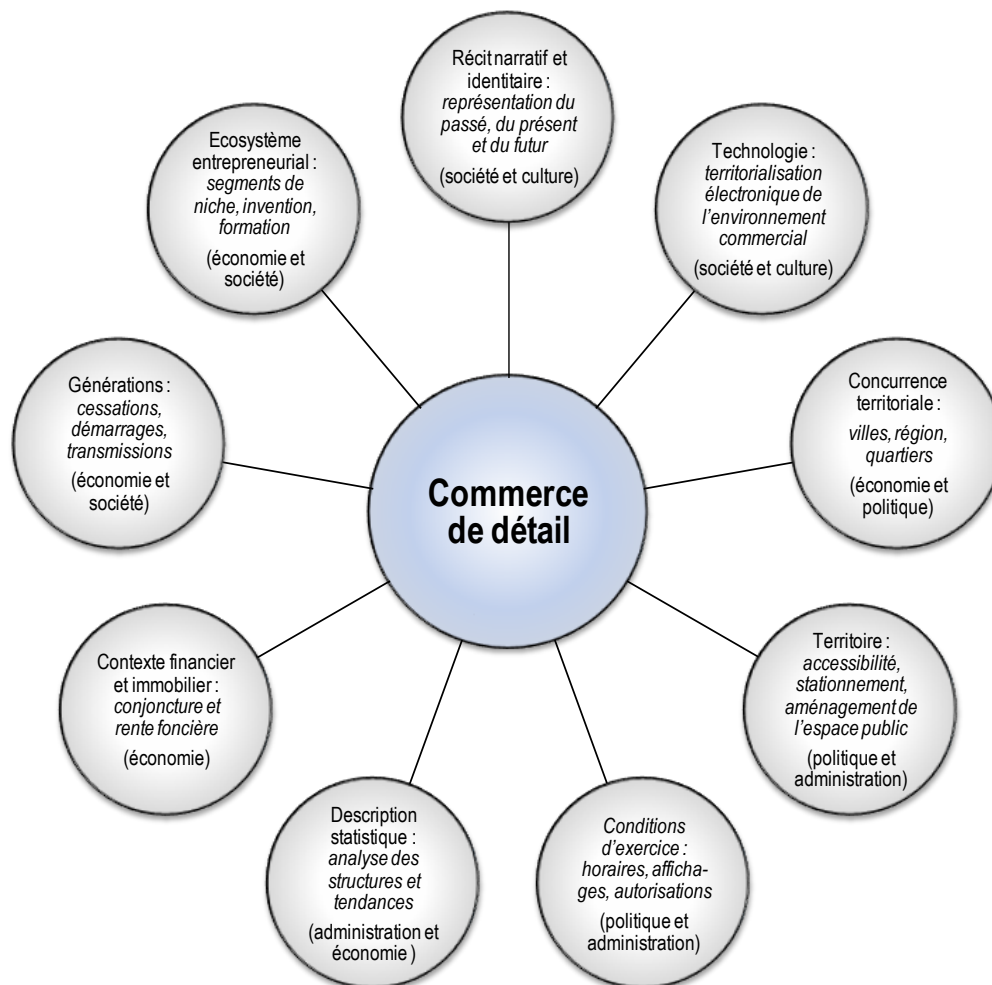 Récit narratif et
identitaire :
représentation du
passé, du présent
et du futur
(société et culture)
Technologie :
territorialisation
électronique de
l'environnement
commercial
(société et culture)
Concurrence
territoriale :
villes, région,
quartiers
(économie et
politique)
Territoire :
accessibilité,
stationnement,
aménagement de
l'espace public
(politique et
administration)
Conditions
d'exercice :
horaires, afficha-
ges, autorisations
(politique et
administration)
Description
statistique :
analyse des
structures et
tendances
(administration et
économie )
Contexte financier
et immobilier :
conjoncture et
rente foncière
(économie)
Générations :
cessations,
démarrages,
transmissions
(économie et
société)
Ecosystème
entrepreneurial :
segments de
niche, invention,
formation
(économie et
société)
Commerce
de détail